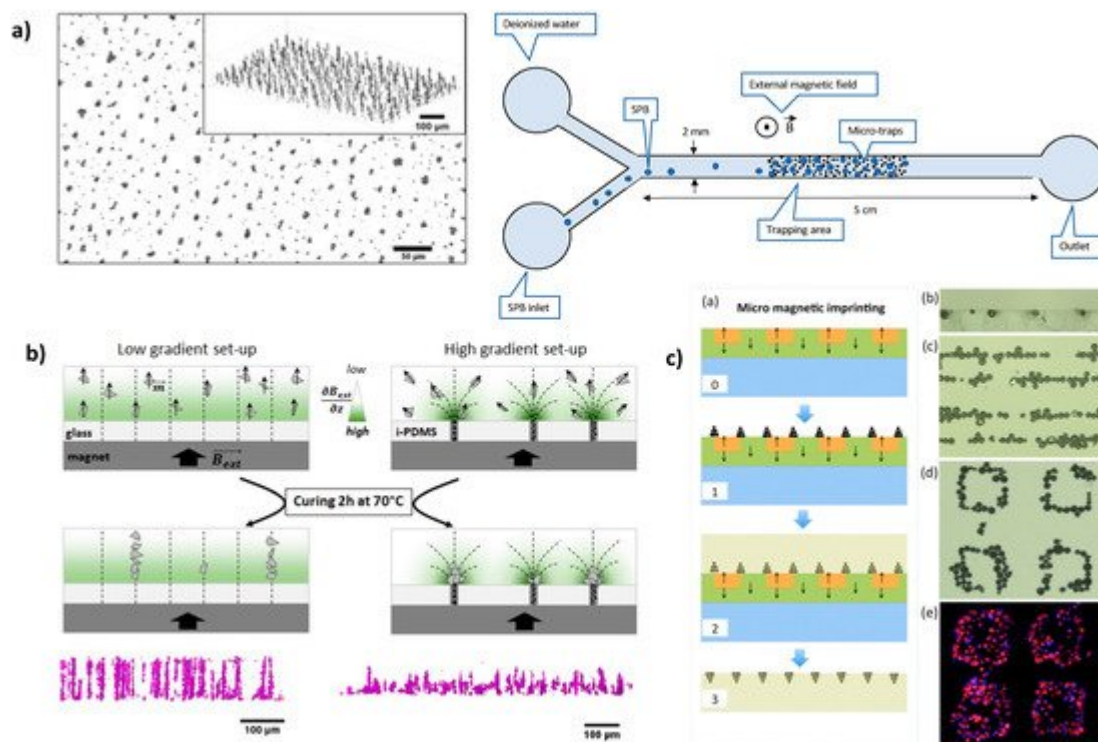 a)
100 µm
50 µm
Deionized water
SPB
External magnetic field
B
2 mm
Micro-traps
Trapping area
5 cm
SPB inlet
Outlet
b)
Low gradient set-up
High gradient set-up
m
low
∂B_ext
∂z
high
glass
magnet
B_ext
i-PDMS
Curing 2h at 70°C
100 µm
100 µm
c)
(a)
Micro magnetic imprinting
0
1
2
3
(b)
(c)
(d)
(e)